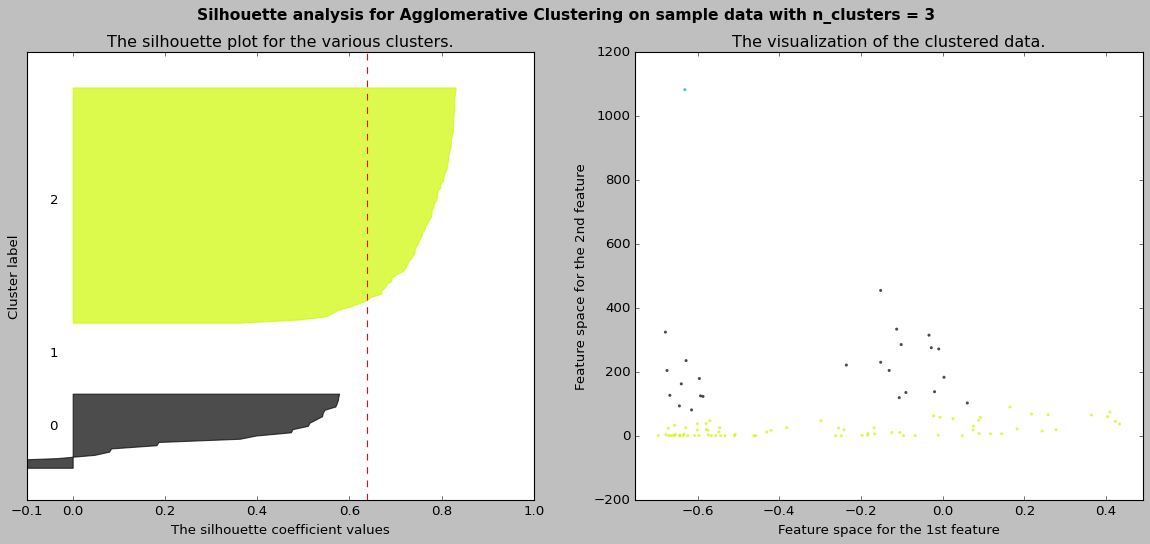 Silhouette analysis for Agglomerative Clustering on sample data with n_clusters = 3
The silhouette plot for the various clusters.
Cluster label
2
1
0
−0.1 0.0 0.2 0.4 0.6 0.8 1.0
The silhouette coefficient values
The visualization of the clustered data.
Feature space for the 2nd feature
1200
1000
800
600
400
200
0
−200
−0.6 −0.4 −0.2 0.0 0.2 0.4
Feature space for the 1st feature